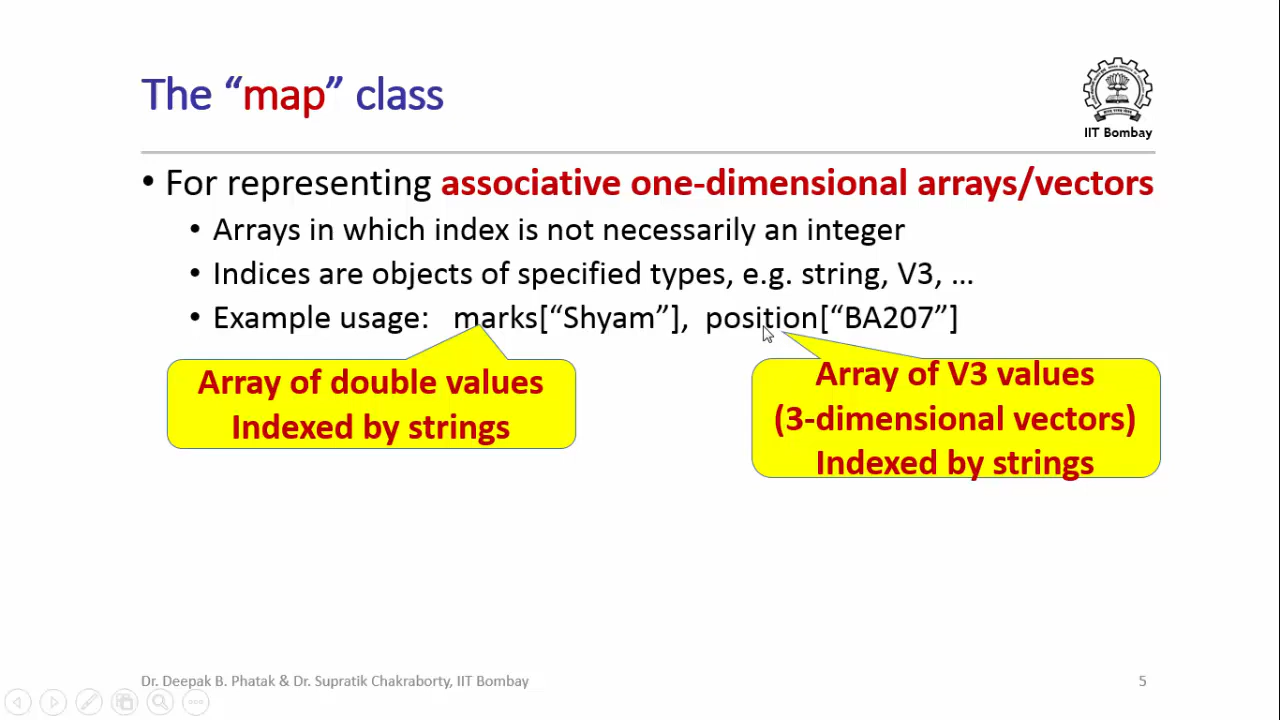 The “map” class
IIT Bombay
• For representing associative one-dimensional arrays/vectors
• Arrays in which index is not necessarily an integer
• Indices are objects of specified types, e.g. string, V3, …
• Example usage: marks[“Shyam”], position[“BA207”]
Array of double values
Indexed by strings
Array of V3 values
(3-dimensional vectors)
Indexed by strings
Dr. Deepak B. Phatak & Dr. Supratik Chakraborty, IIT Bombay
5